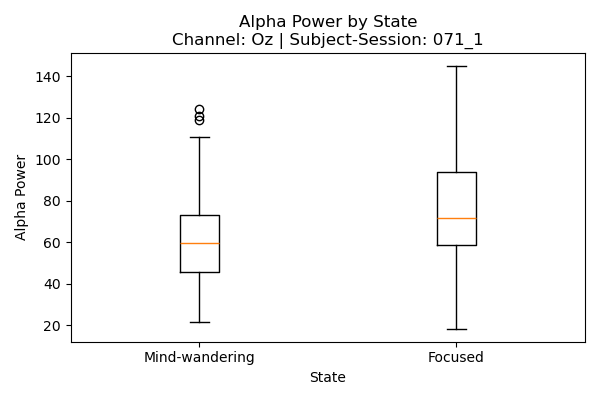 Alpha Power by State
Channel: Oz | Subject-Session: 071_1
Alpha Power
140
120
100
80
60
40
20
Mind-wandering
Focused
State